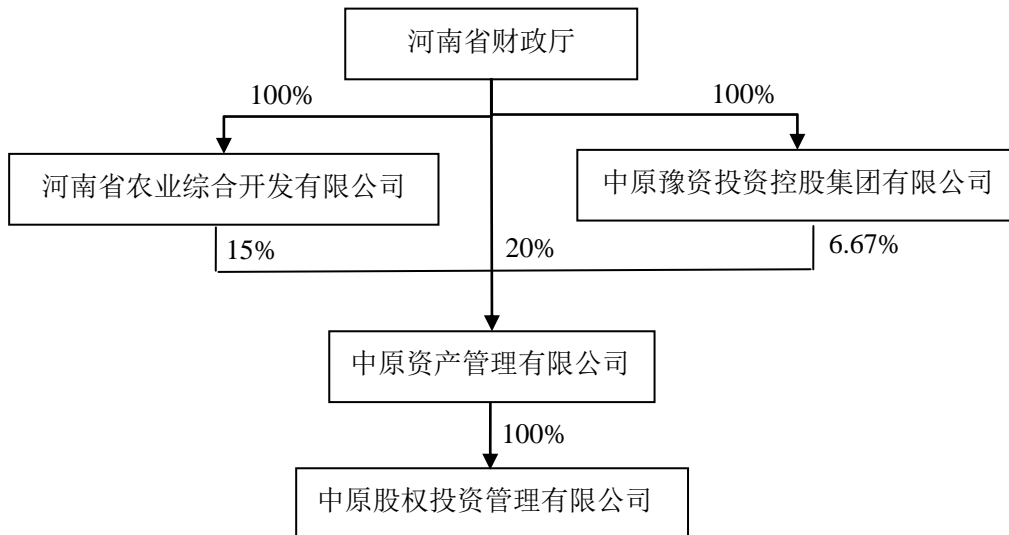 河南省财政厅
100%
100%
河南省农业综合开发有限公司
中原豫资投资控股集团有限公司
15%
20%
6.67%
中原资产管理有限公司
100%
中原股权投资管理有限公司